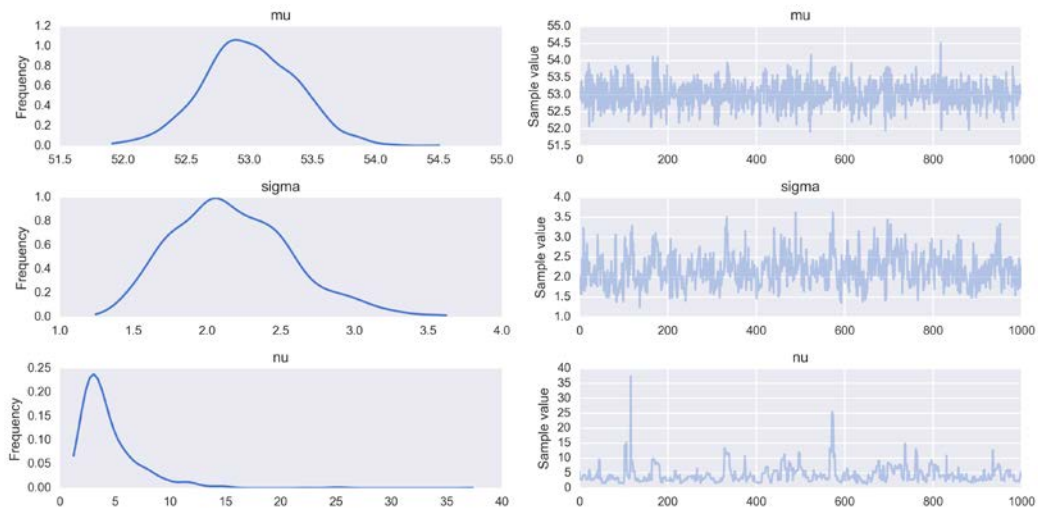 mu
Frequency
1.2
1.0
0.8
0.6
0.4
0.2
0.0
51.5 52.0 52.5 53.0 53.5 54.0 54.5 55.0
mu
Sample value
55.0
54.5
54.0
53.5
53.0
52.5
52.0
51.5
0 200 400 600 800 1000
sigma
Frequency
1.0
0.8
0.6
0.4
0.2
0.0
1.0 1.5 2.0 2.5 3.0 3.5 4.0
sigma
Sample value
4.0
3.5
3.0
2.5
2.0
1.5
1.0
0 200 400 600 800 1000
nu
Frequency
0.25
0.20
0.15
0.10
0.05
0.00
0 5 10 15 20 25 30 35 40
nu
Sample value
40
35
30
25
20
15
10
5
0
0 200 400 600 800 1000